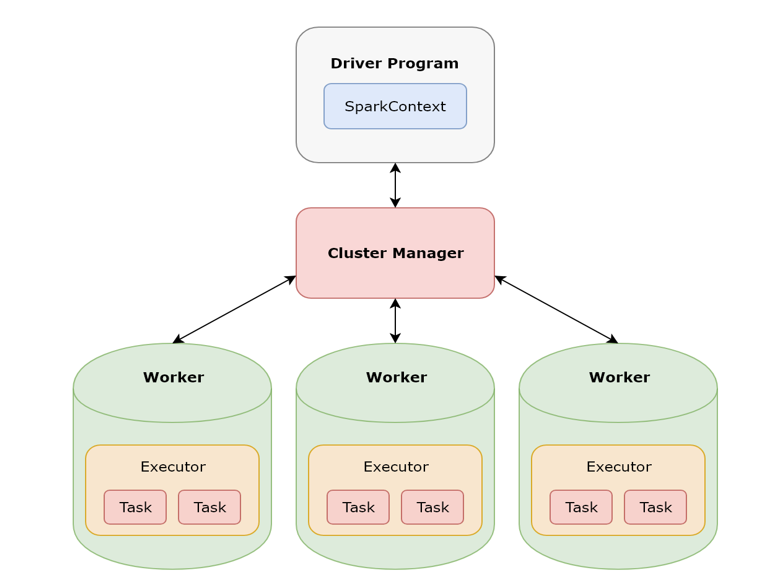 Driver Program
SparkContext
Cluster Manager
Worker
Worker
Worker
Executor
Executor
Executor
Task
Task
Task
Task
Task
Task